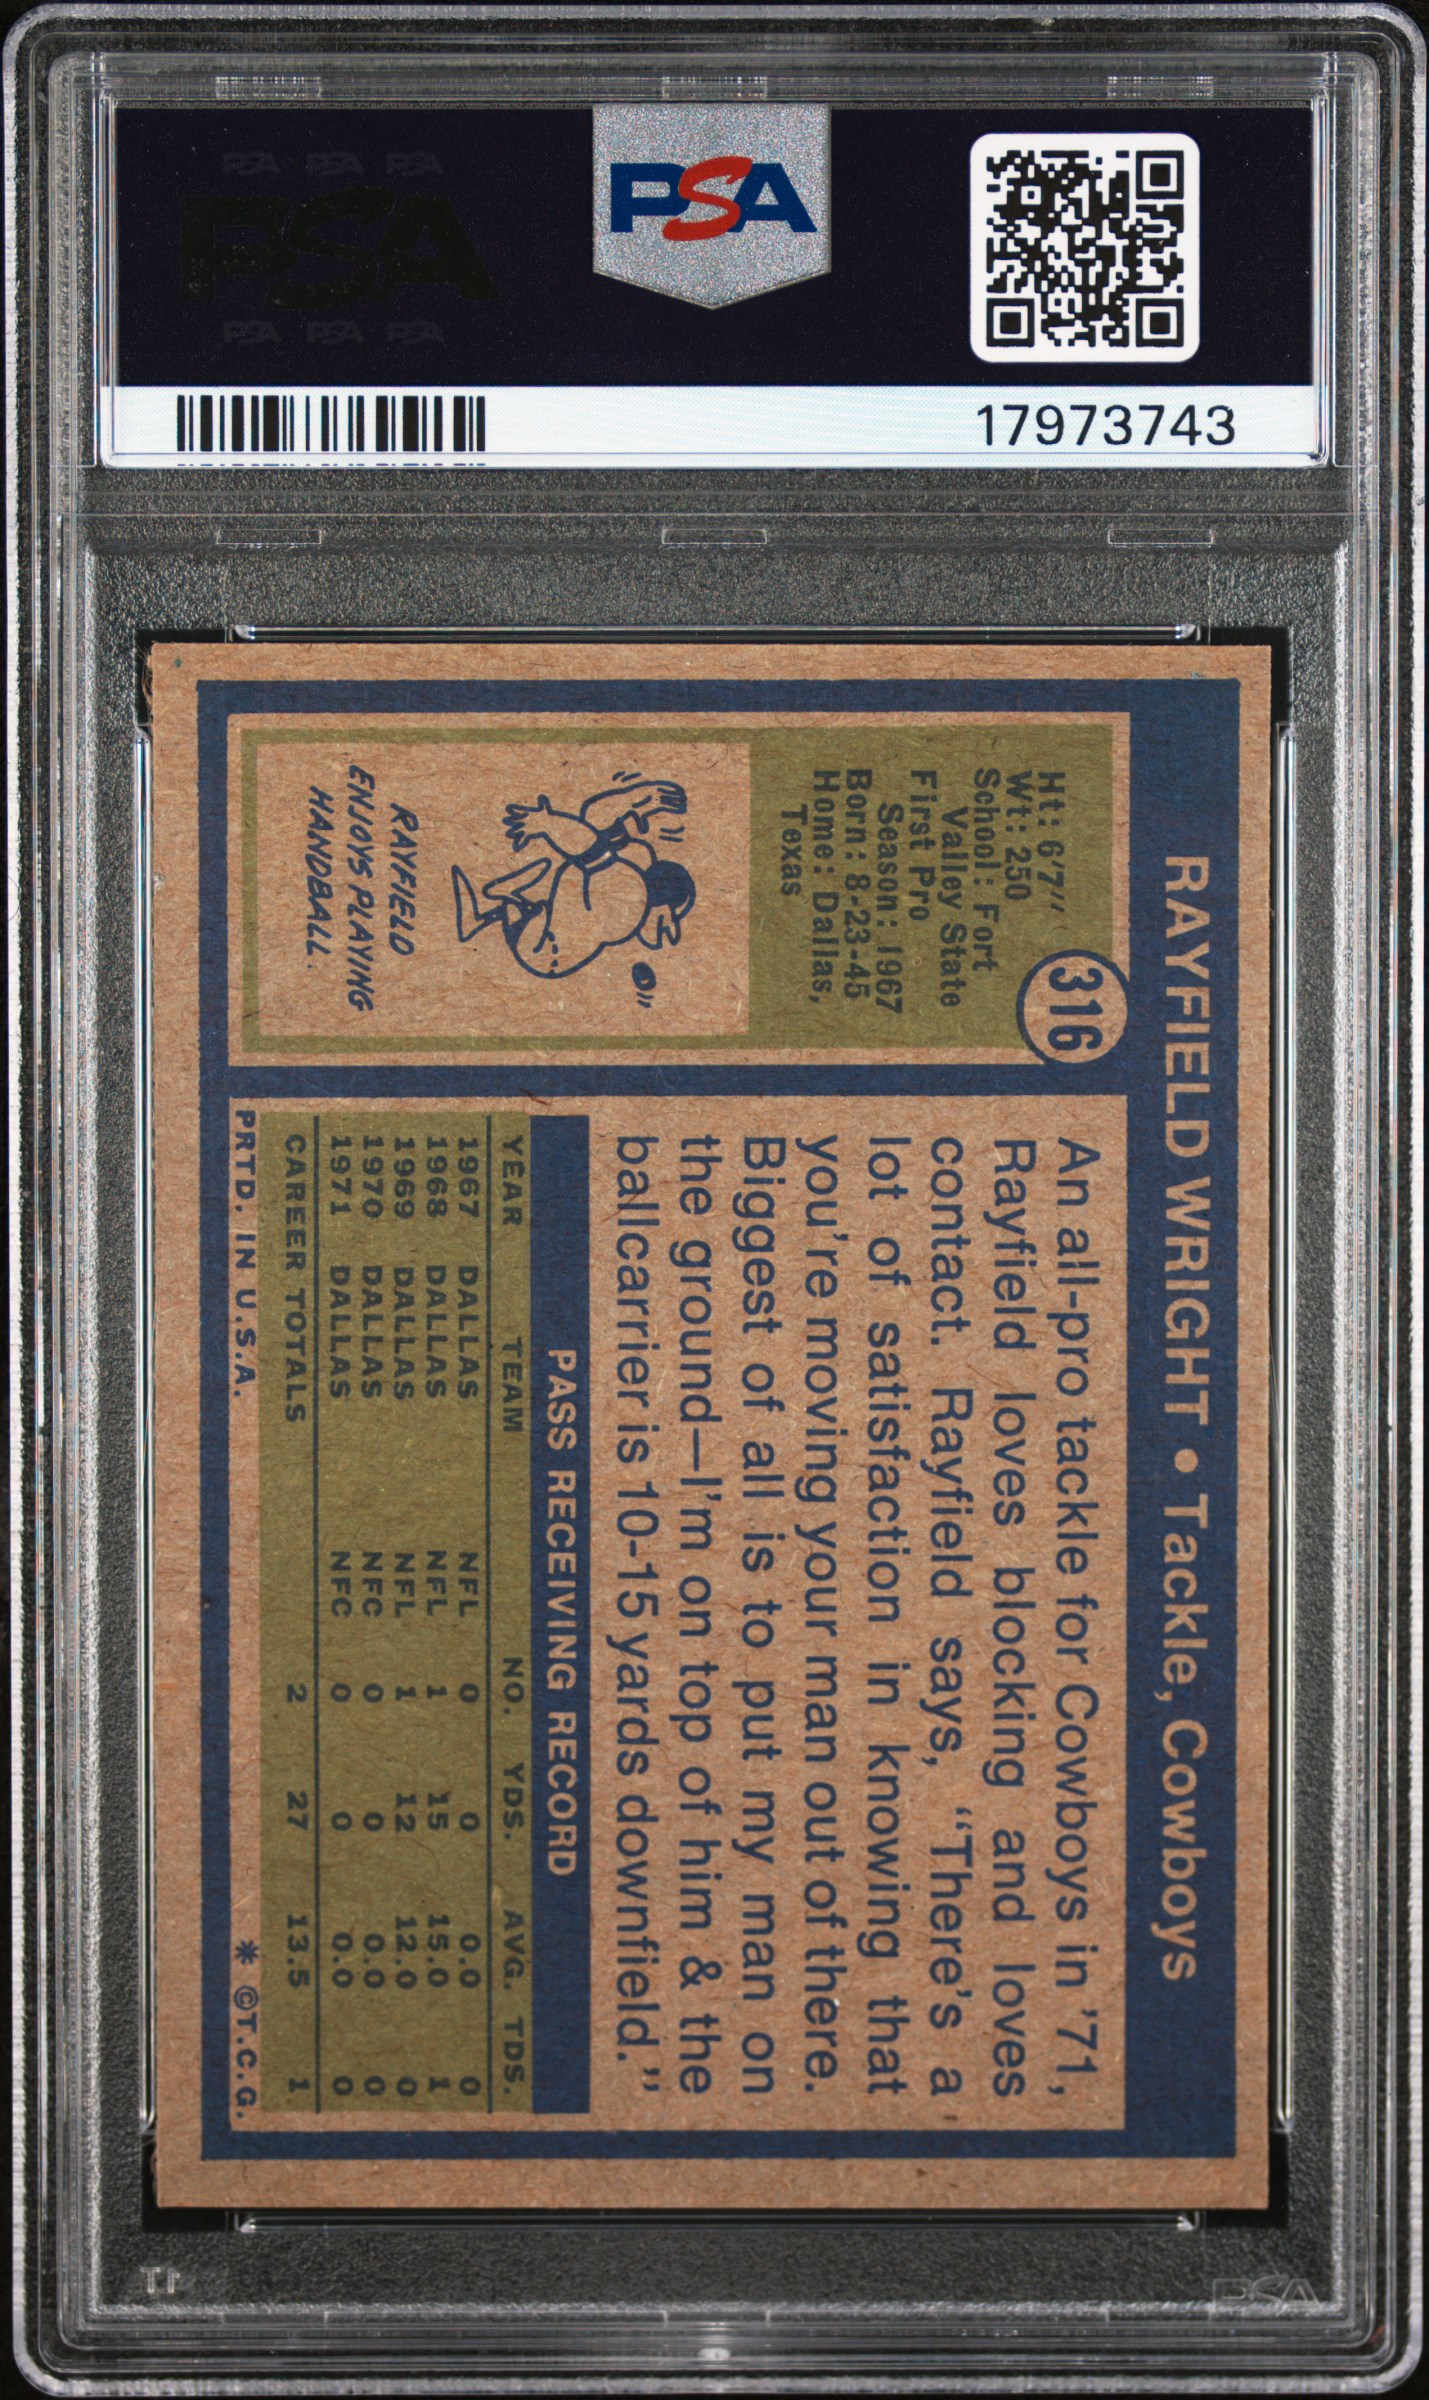 PSA PSA PSA
PSA
PSA PSA PSA
PSA
17973743
RAYFIELD WRIGHT • Tackle, Cowboys
316
Ht: 6'7"
Wt: 250
School: Fort
Valley State
First Pro
Season: 1967
Born: 8-23-45
Home: Dallas,
Texas
RAYFIELD
ENJOYS PLAYING
HANDBALL.
An all-pro tackle for Cowboys in '71,
Rayfield loves blocking and loves
contact. Rayfield says, "There's a
lot of satisfaction in knowing that
you're moving your man out of there.
Biggest of all is to put my man on
the ground—I'm on top of him & the
ballcarrier is 10-15 yards downfield."
PASS RECEIVING RECORD
YEAR TEAM NO. YDS. AVG. TDS.
1967 DALLAS NFL 0 0 0.0 0
1968 DALLAS NFL 1 15 15.0 1
1969 DALLAS NFL 1 12 12.0 0
1970 DALLAS NFC 0 0 0.0 0
1971 DALLAS NFC 0 0 0.0 0
CAREER TOTALS 2 27 13.5 1
PRTD. IN U.S.A. * ©T.C.G.
PSA